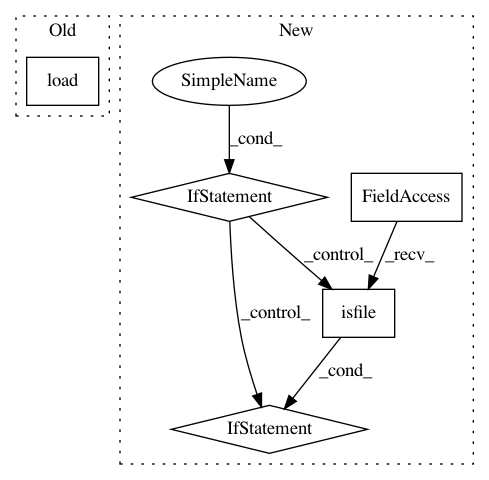 Old
New
load
SimpleName
_cond_
IfStatement
FieldAccess
_control_
_recv_
_control_
isfile
_cond_
IfStatement